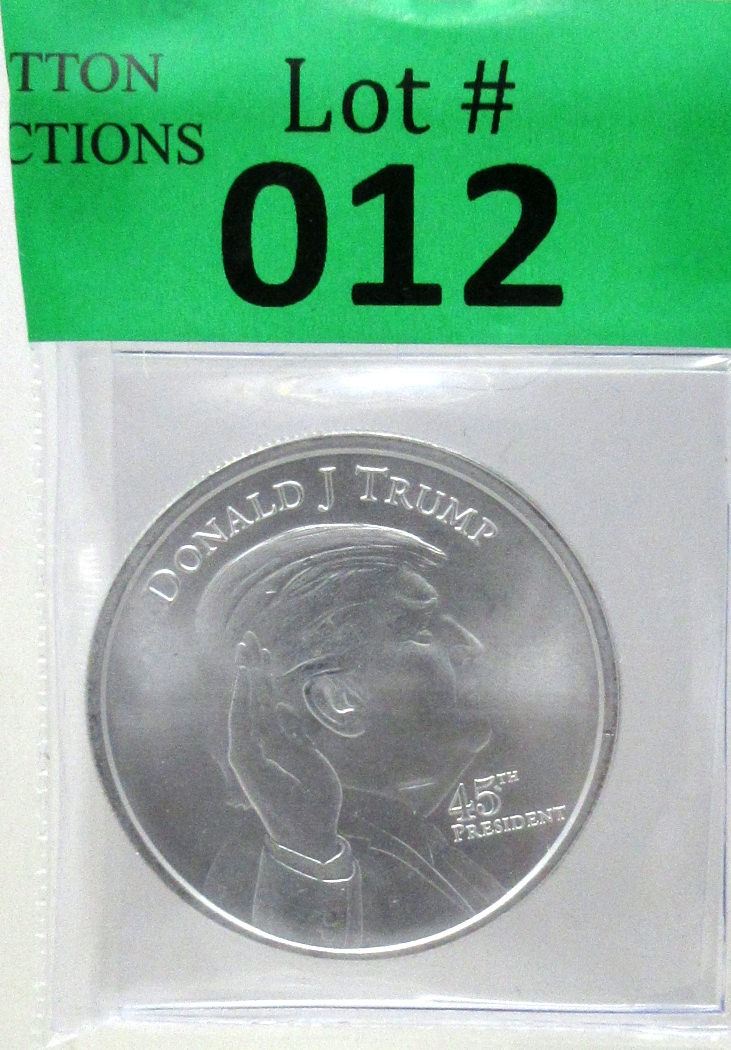 TTON
CTIONS
Lot #
012
DONALD J TRUMP
45TH
PRESIDENT